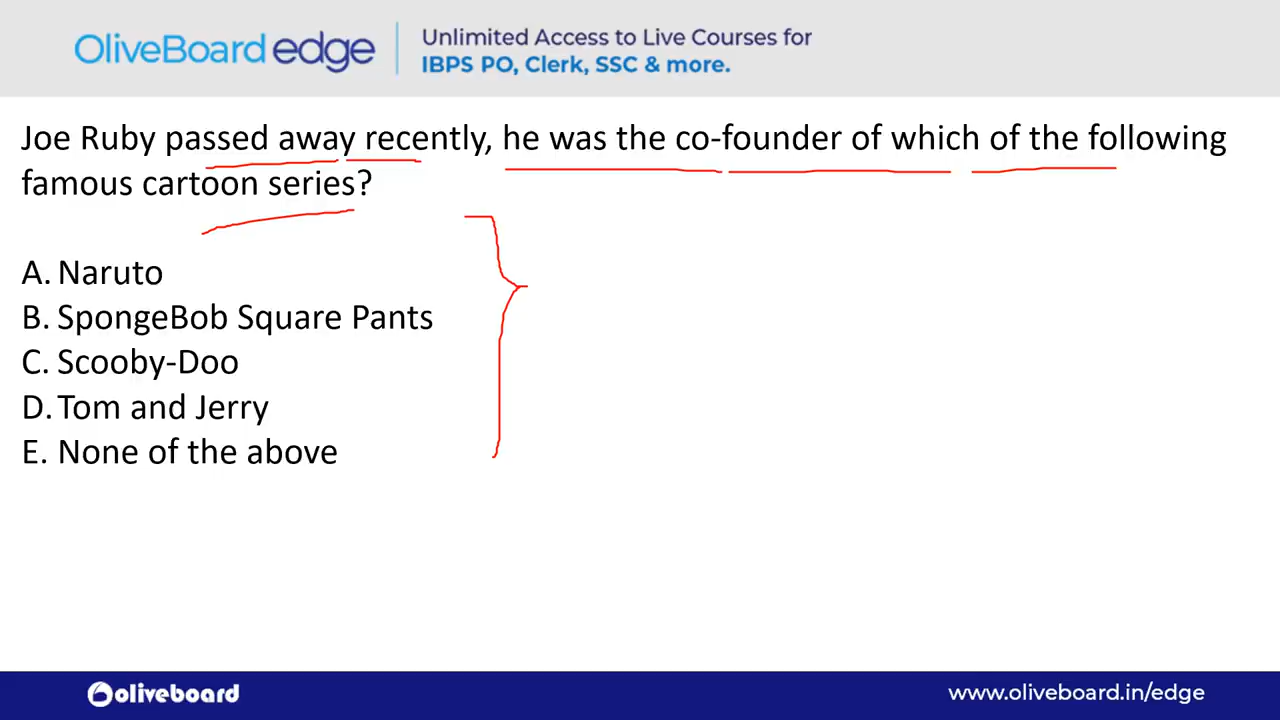 OliveBoard edge
Unlimited Access to Live Courses for
IBPS PO, Clerk, SSC & more.
Joe Ruby passed away recently, he was the co-founder of which of the following
famous cartoon series?
A. Naruto
B. SpongeBob Square Pants
C. Scooby-Doo
D. Tom and Jerry
E. None of the above
oliveboard
www.oliveboard.in/edge